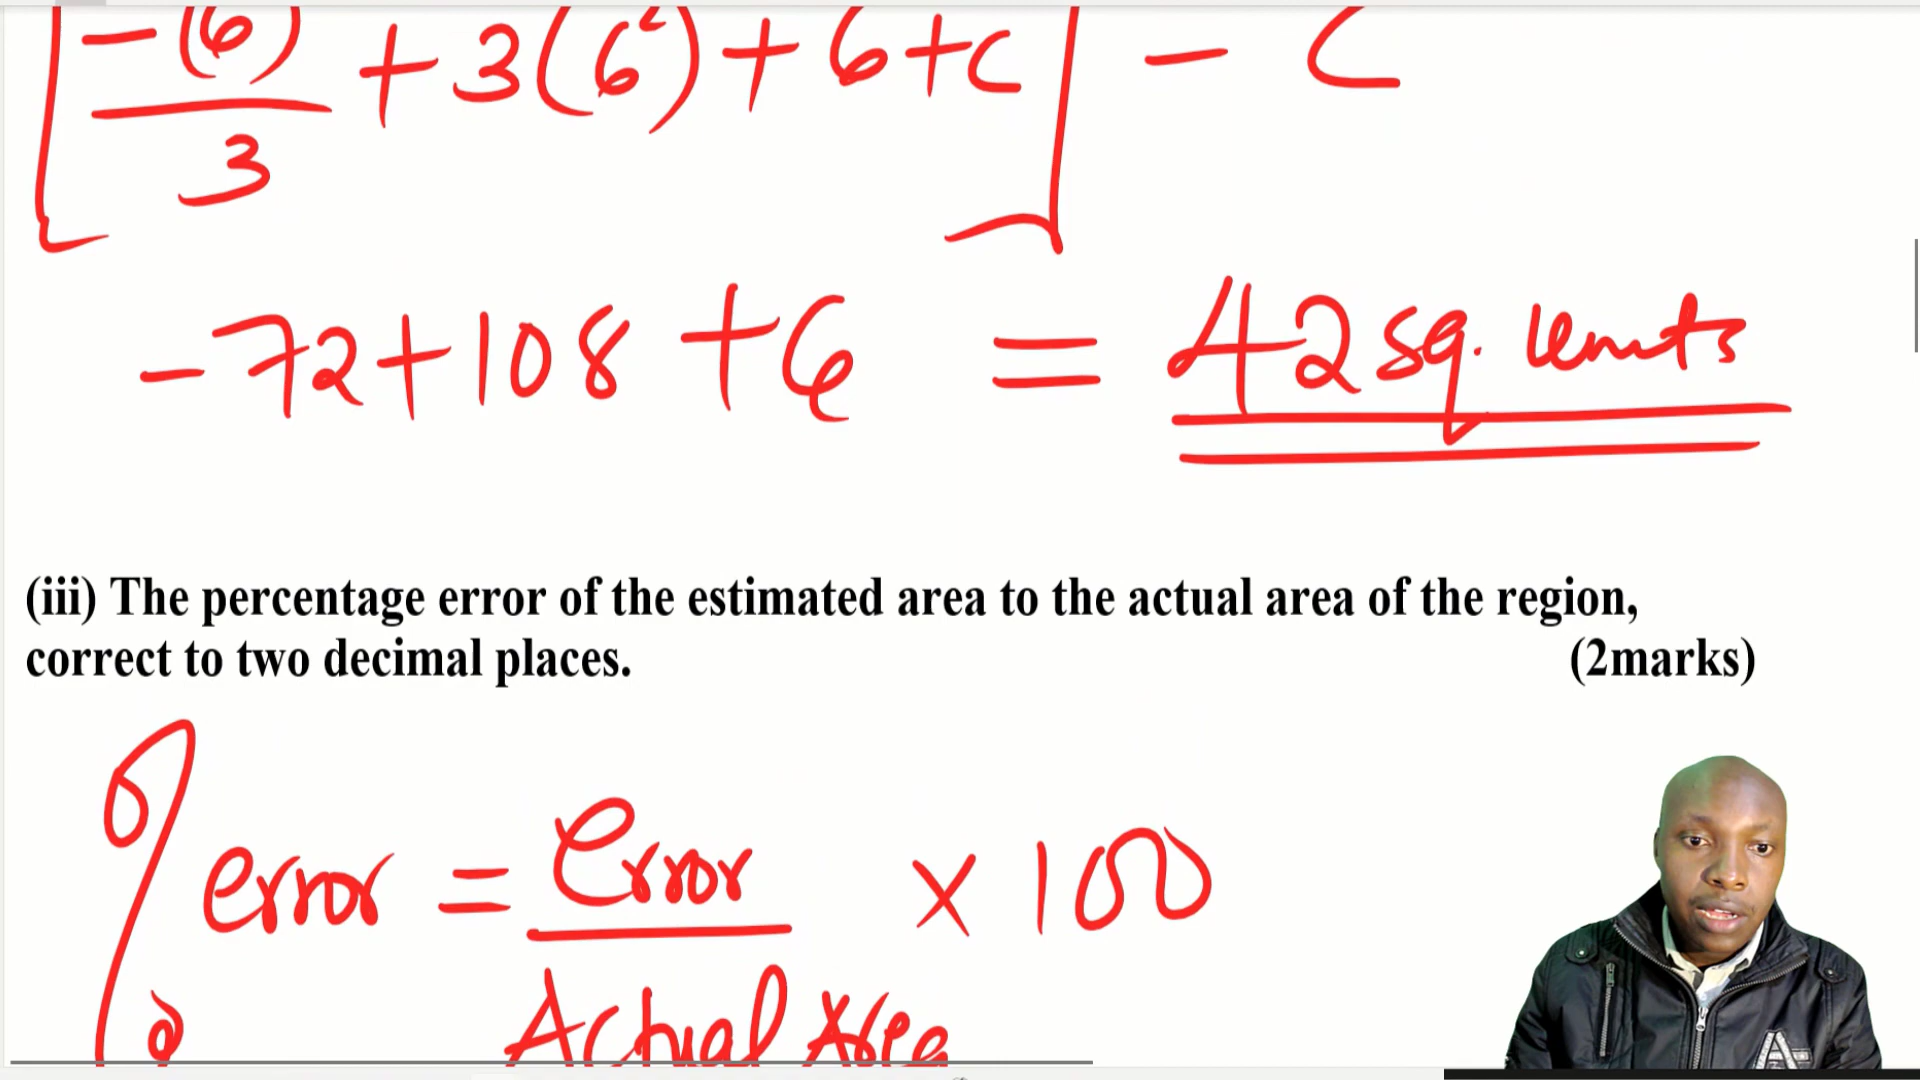 -(6)/3 + 3(6²) + 6 + c] - C
-72+108 +6 = 42 sq. units
(iii) The percentage error of the estimated area to the actual area of the region,
correct to two decimal places. (2marks)
% error = Error × 100
Actual Area
A